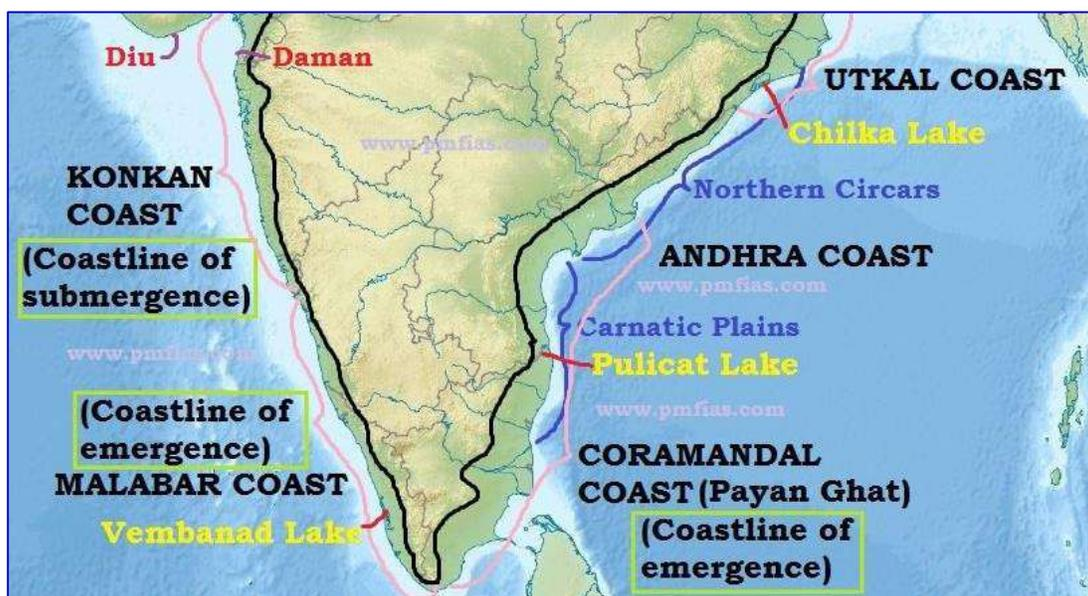 Diu
Daman
UTKAL COAST
Chilka Lake
www.pmfias.com
KONKAN
COAST
Northern Circars
(Coastline of
submergence)
ANDHRA COAST
www.pmfias.com
Carnatic Plains
www.pmfias.com
Pulicat Lake
(Coastline of
emergence)
www.pmfias.com
MALABAR COAST
CORAMANDAL
COAST (Payan Ghat)
Vembanad Lake
(Coastline of
emergence)